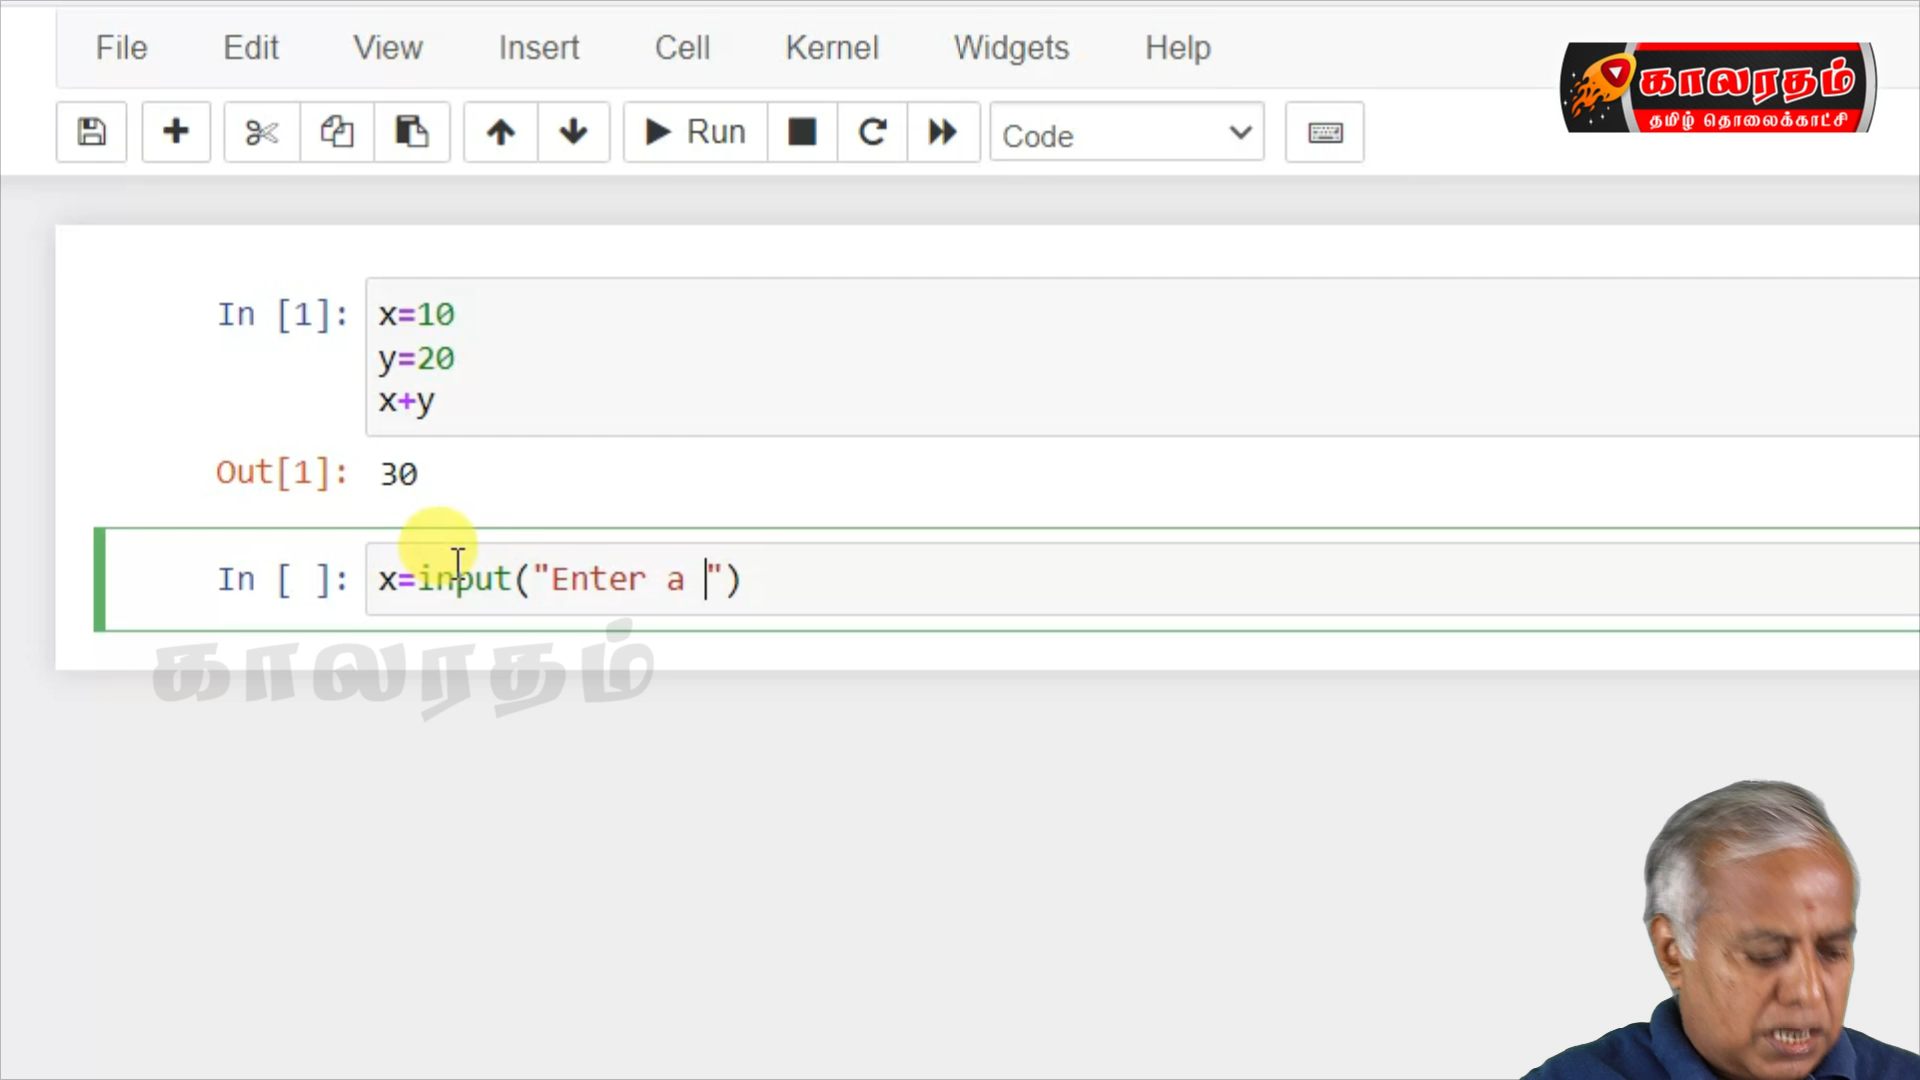 File Edit View Insert Cell Kernel Widgets Help
காலரதம்
தமிழ் தொலைக்காட்சி
Run Code
In [1]: x=10
y=20
x+y
Out[1]: 30
In [ ]: x=input("Enter a ")
காலரதம்